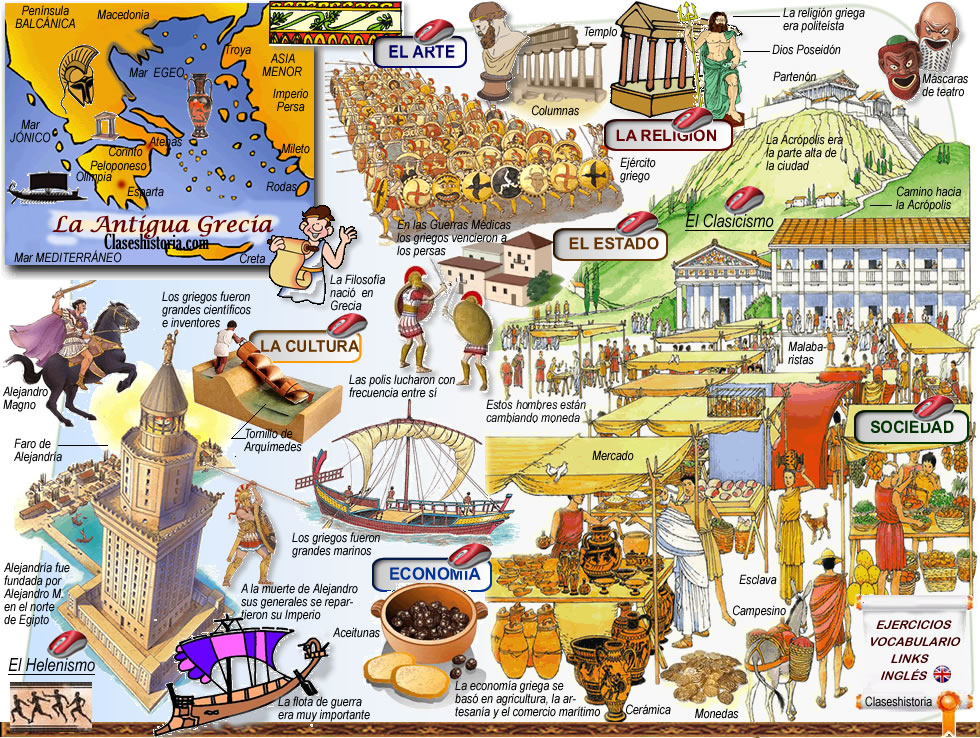 Península
BALCÁNICA
Macedonia
Troya
ASIA
MENOR
Mar EGEO
Imperio
Persa
Mar
JÓNICO
Atenas
Corinto
Mileto
Peloponeso
Olimpia
Esparta
Rodas
La Antigua Grecia
Claseshistoria.com
Mar MEDITERRÁNEO
Creta
EL ARTE
Templo
Columnas
La religión griega
era politeista
Dios Poseidón
LA RELIGIÓN
Partenón
Máscaras
de teatro
La Acrópolis era
la parte alta de
la ciudad
Ejército
griego
Camino hacia
la Acrópolis
El Clasicismo
En las Guerras Médicas
los griegos vencieron a
los persas
EL ESTADO
La Filosofía
nació en
Grecia
Los griegos fueron
grandes científicos
e inventores
LA CULTURA
Alejandro
Magno
Tornillo de
Arquímedes
Las polis lucharon con
frecuencia entre sí
Malaba-
ristas
Estos hombres están
cambiando moneda
SOCIEDAD
Faro de
Alejandría
Mercado
Los griegos fueron
grandes marinos
ECONOMÍA
Alejandría fue
fundada por
Alejandro M.
en el norte
de Egipto
A la muerte de Alejandro
sus generales se repar-
tieron su Imperio
Aceitunas
Esclava
Campesino
El Helenismo
La flota de guerra
era muy importante
La economía griega se
basó en agricultura, la ar-
tesanía y el comercio marítimo
Cerámica
Monedas
EJERCICIOS
VOCABULARIO
LINKS
INGLÉS
Claseshistoria